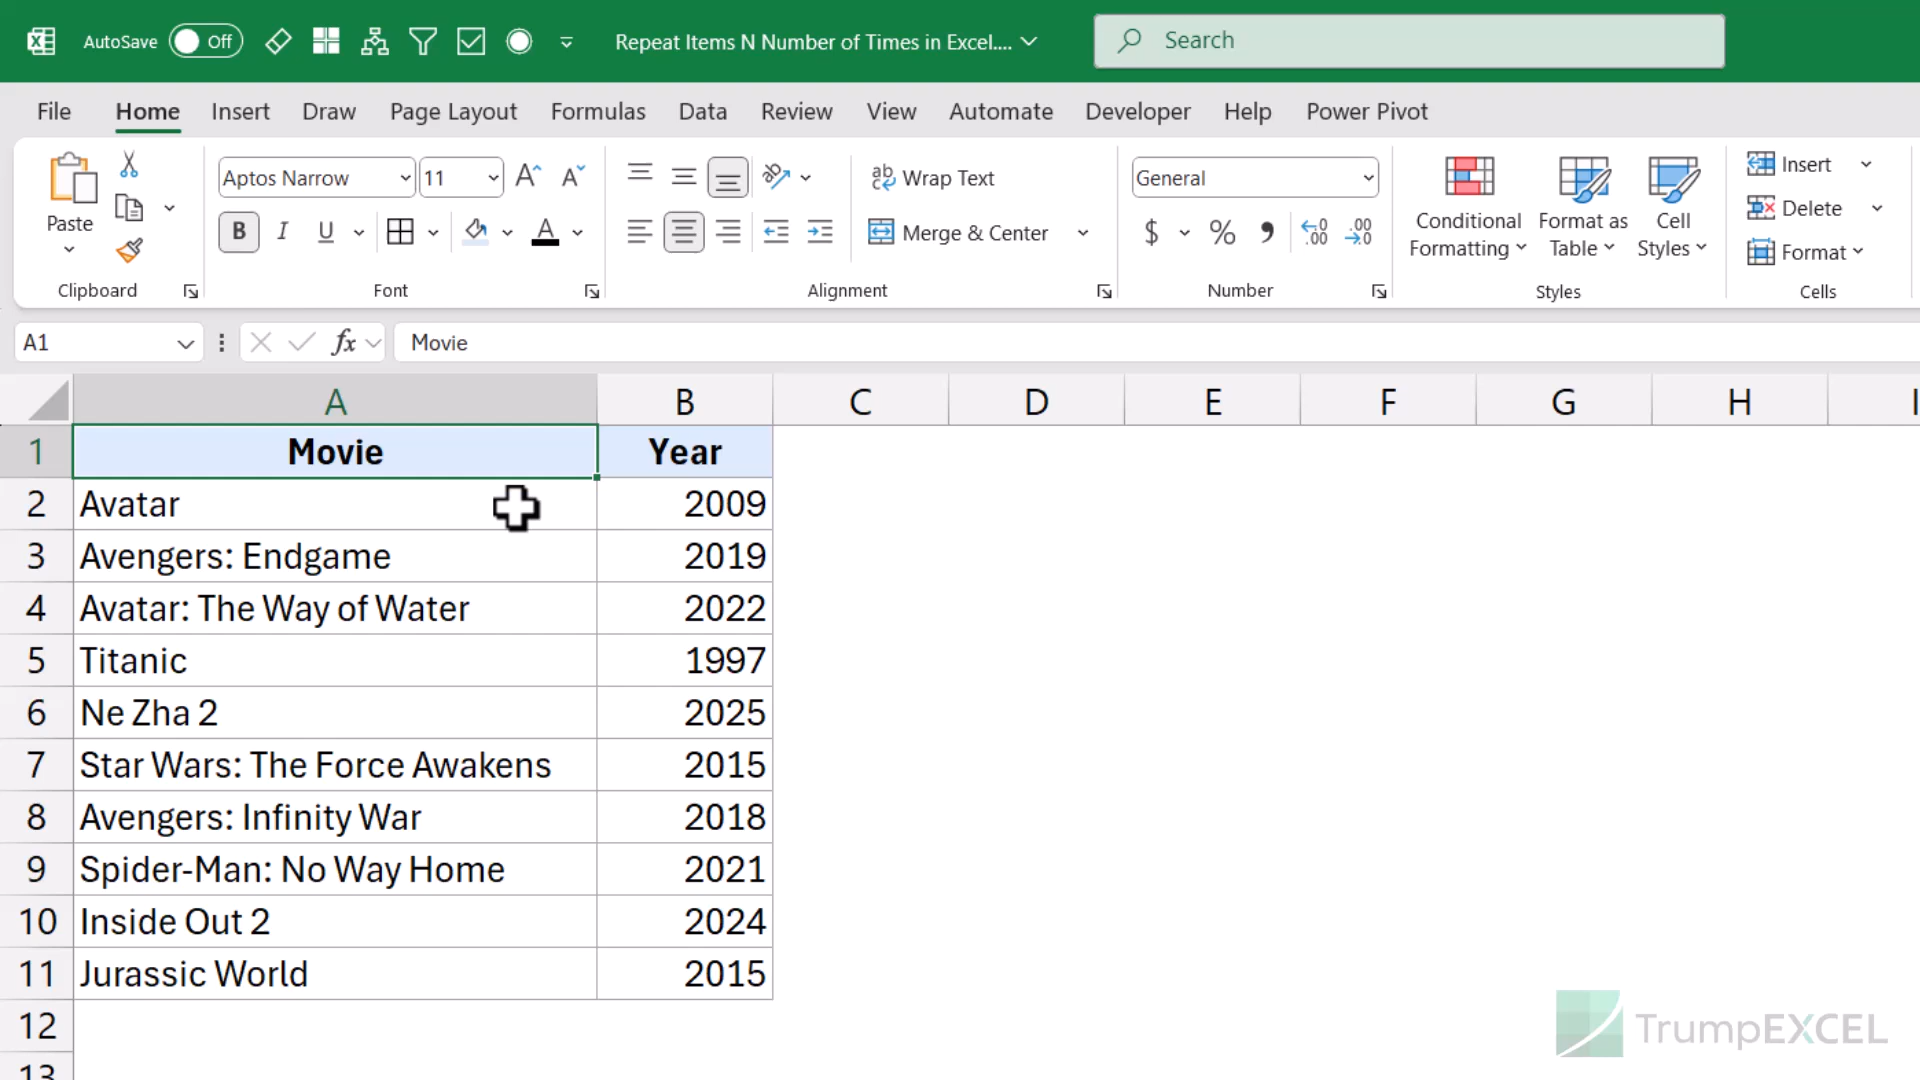 AutoSave Off Repeat Items N Number of Times in Excel.... Search
File Home Insert Draw Page Layout Formulas Data Review View Automate Developer Help Power Pivot
Paste
Clipboard
Aptos Narrow 11
B I U A
Font
Wrap Text
Merge & Center
Alignment
General
$ % , .00 .00
Number
Conditional Formatting
Format as Table
Cell Styles
Styles
Insert
Delete
Format
Cells
A1 fx Movie
A B C D E F G H I
1 Movie Year
2 Avatar 2009
3 Avengers: Endgame 2019
4 Avatar: The Way of Water 2022
5 Titanic 1997
6 Ne Zha 2 2025
7 Star Wars: The Force Awakens 2015
8 Avengers: Infinity War 2018
9 Spider-Man: No Way Home 2021
10 Inside Out 2 2024
11 Jurassic World 2015
12
13
TrumpEXCEL